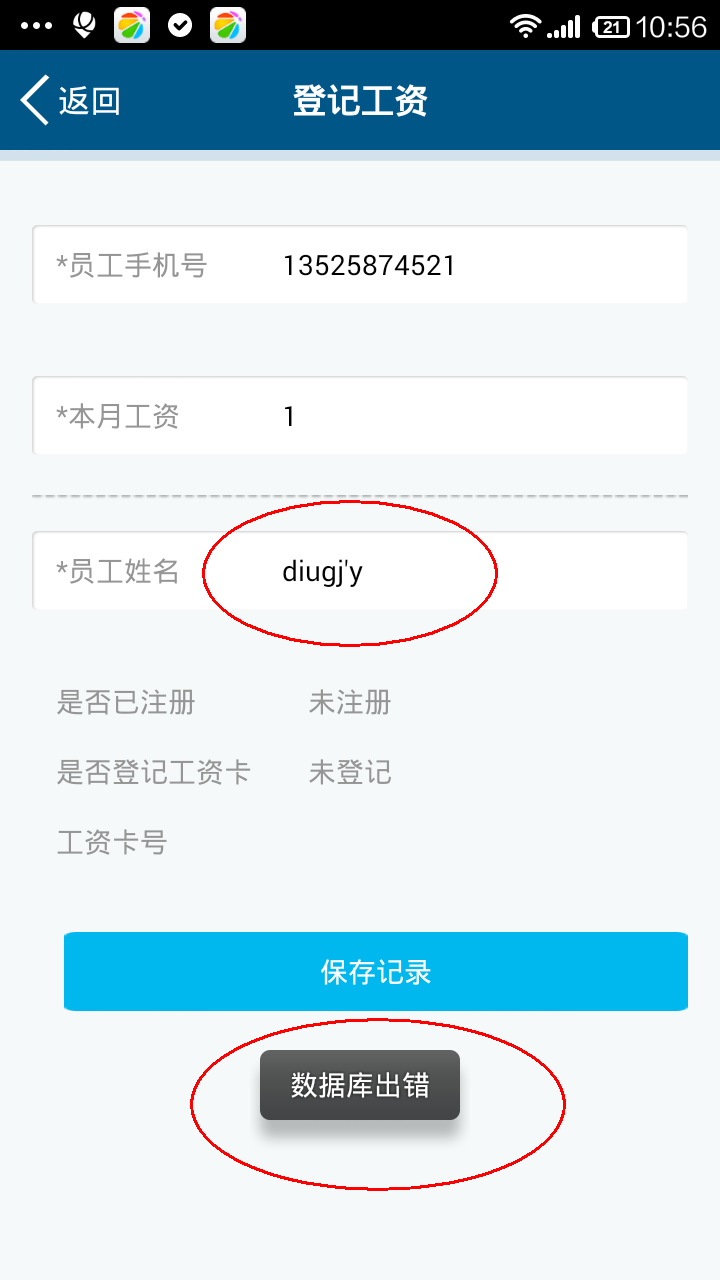 21 10:56
返回 登记工资
*员工手机号 13525874521
*本月工资 1
*员工姓名 diugj'y
是否已注册 未注册
是否登记工资卡 未登记
工资卡号
保存记录
数据库出错